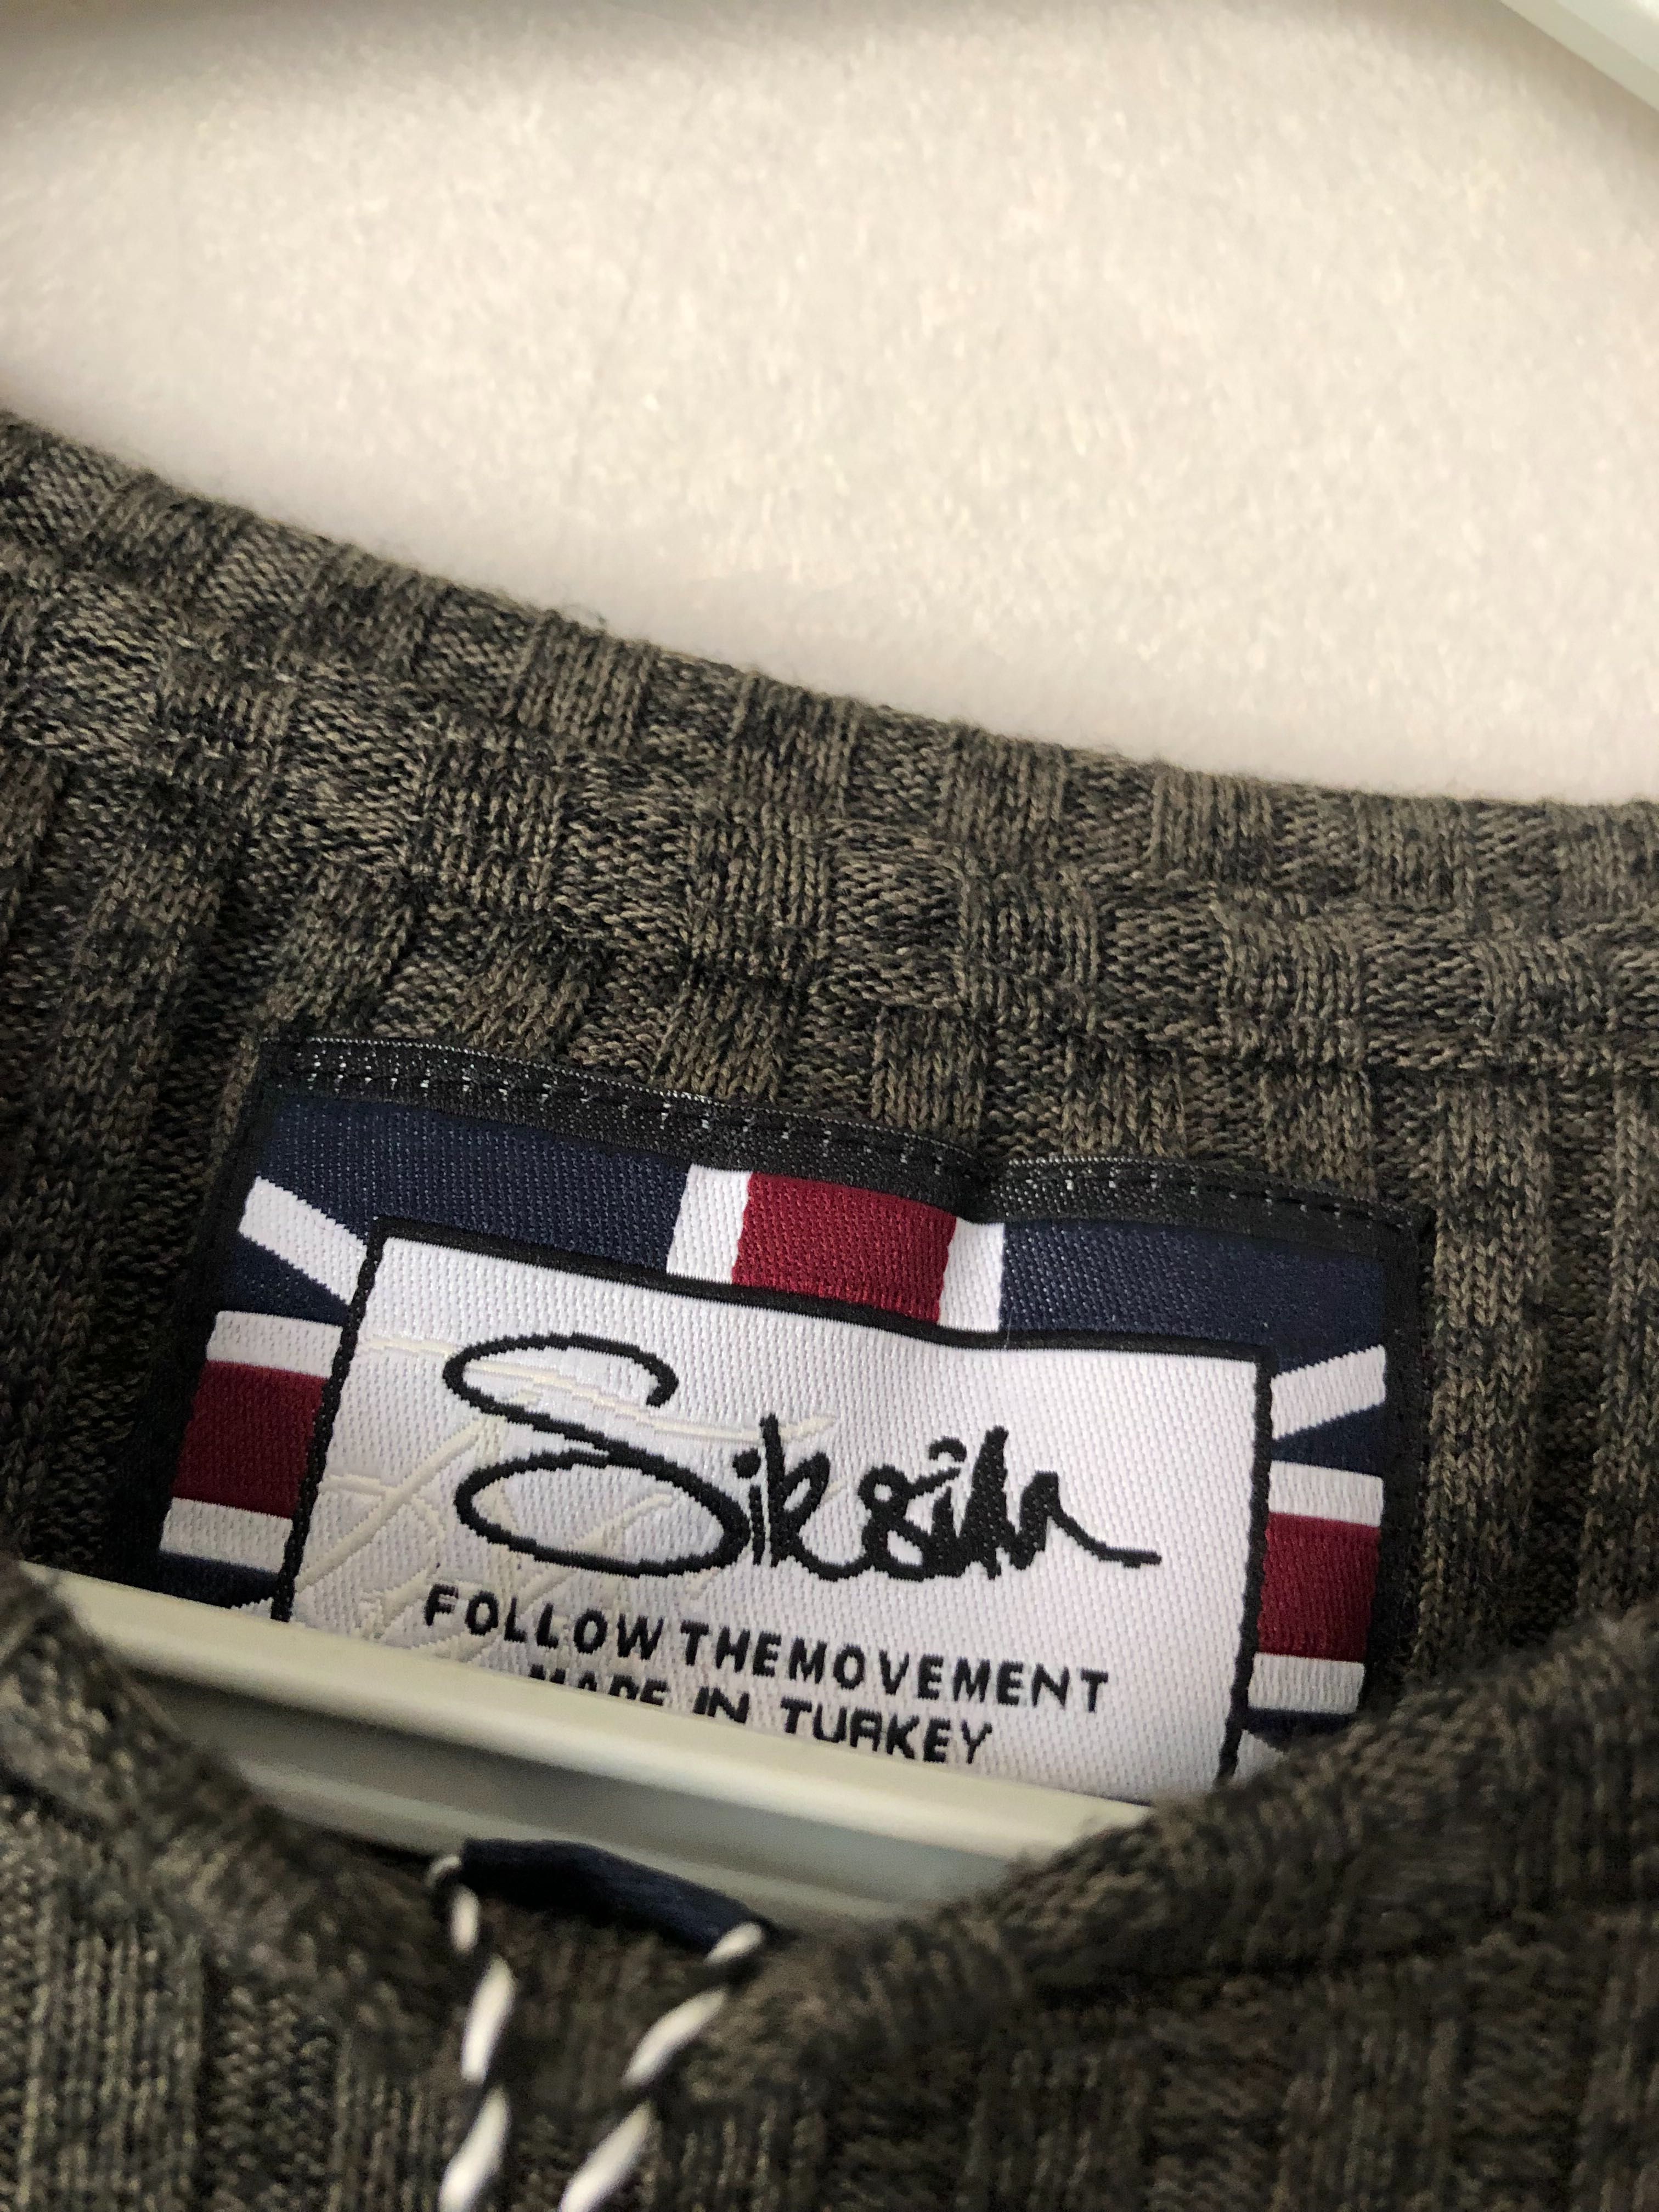 Siksilk
FOLLOW THEMOVEMENT
MADE IN TURKEY